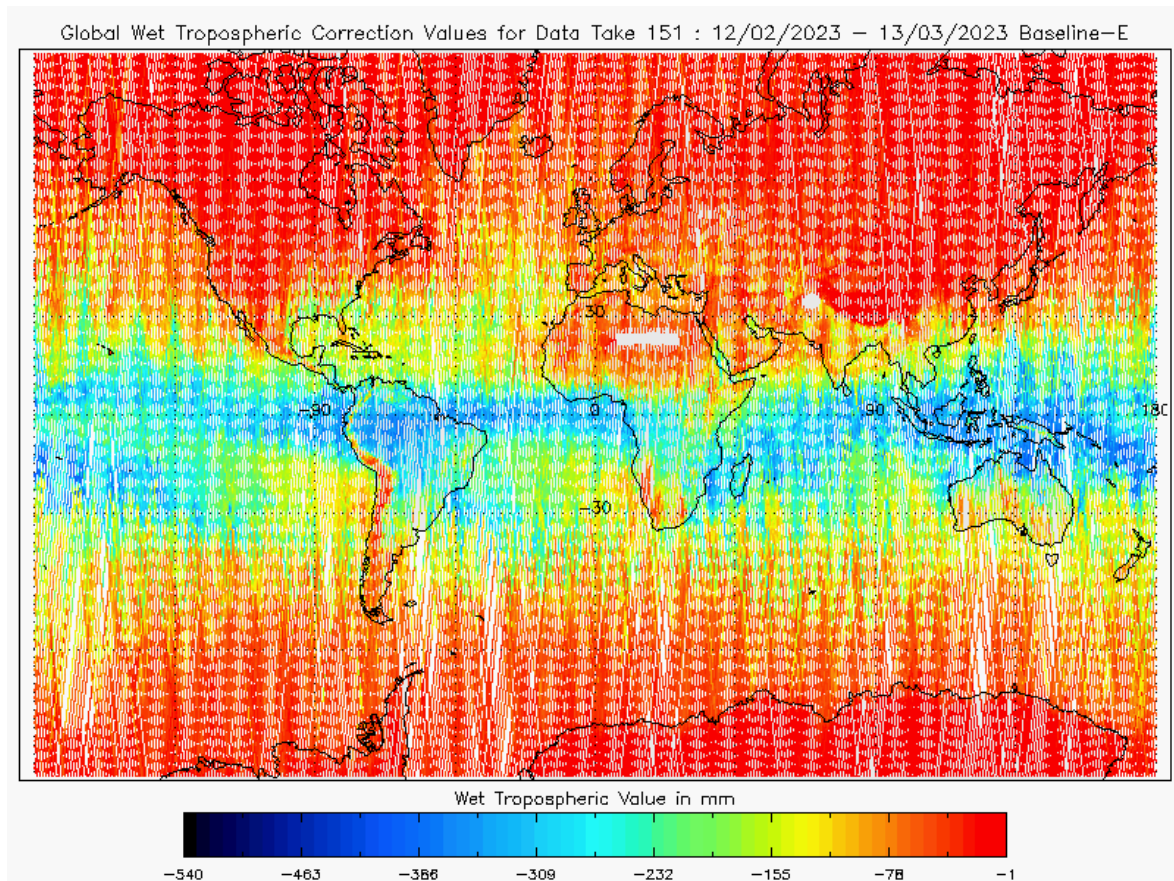 Global Wet Tropospheric Correction Values for Data Take 151 : 12/02/2023 – 13/03/2023 Baseline–E
30
–90 0 90 180
–30
Wet Tropospheric Value in mm
–540 –463 –386 –309 –232 –155 –78 –1